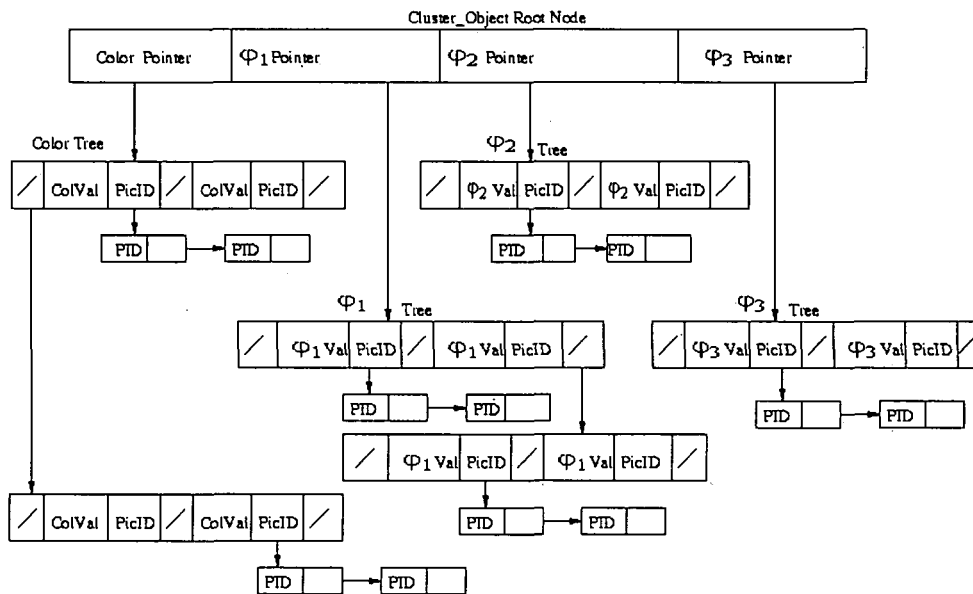 Cluster_Object Root Node
Color Pointer φ1 Pointer φ2 Pointer φ3 Pointer
Color Tree
φ2 Tree
ColVal PicID ColVal PicID
φ2 Val PicID φ2 Val PicID
PID PID
PID PID
φ1 Tree
φ3 Tree
φ1 Val PicID φ1 Val PicID
φ3 Val PicID φ3 Val PicID
PID PID
PID PID
φ1 Val PicID φ1 Val PicID
ColVal PicID ColVal PicID
PID PID
PID PID